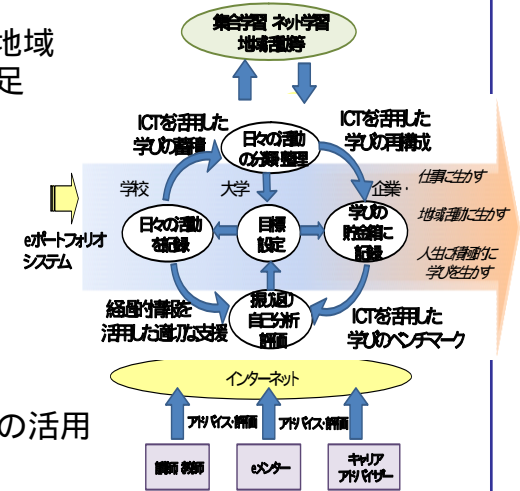 集合学習 ネット学習
地域活動等
地域
足
ICTを活用した
学びの蓄積
ICTを活用した
学びの再構成
日々の活動
の分類・整理
学校
大学
企業・
仕事に生かす
地域活動に生かす
人生に積極的に
学びを生かす
eポートフォリオ
システム
日々の活動
を記録
目標
設定
学びの
貯金箱に
記録
経過的情報を
活用した適切な支援
振り返り
自己分析
評価
ICTを活用した
学びのベンチマーク
インターネット
の活用
アドバイス・評価
アドバイス・評価
講師 教師
eメンター
キャリア
アドバイザー